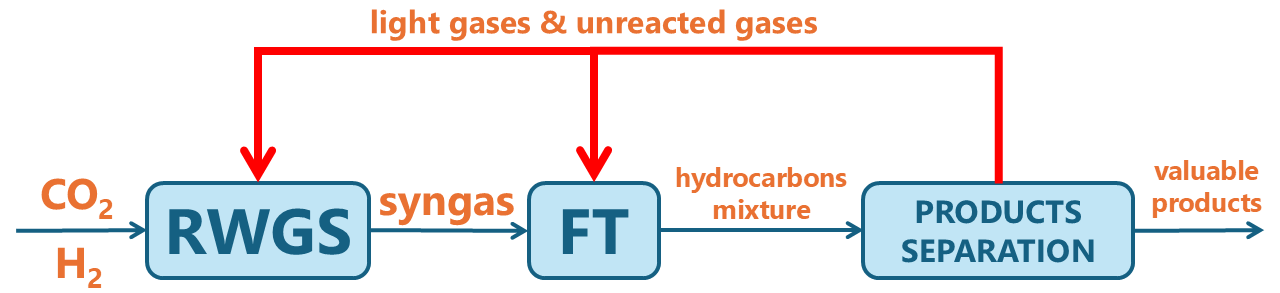 light gases & unreacted gases
CO₂
H₂
RWGS
syngas
FT
hydrocarbons
mixture
PRODUCTS
SEPARATION
valuable
products